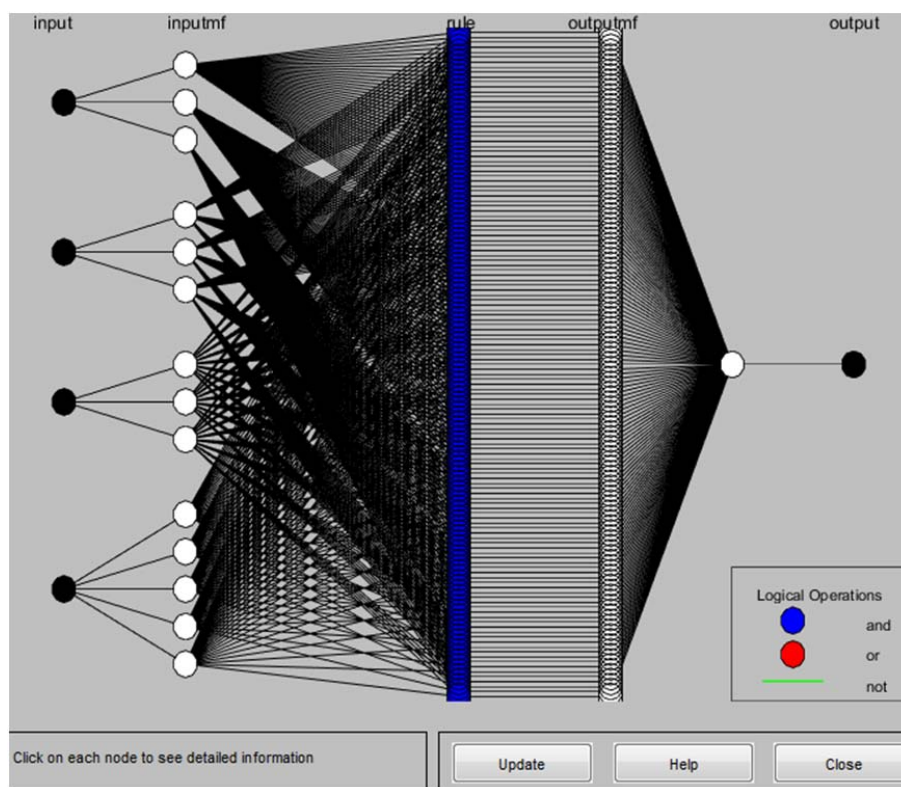 input inputmf rule outputmf output
Logical Operations
and
or
not
Click on each node to see detailed information
Update Help Close